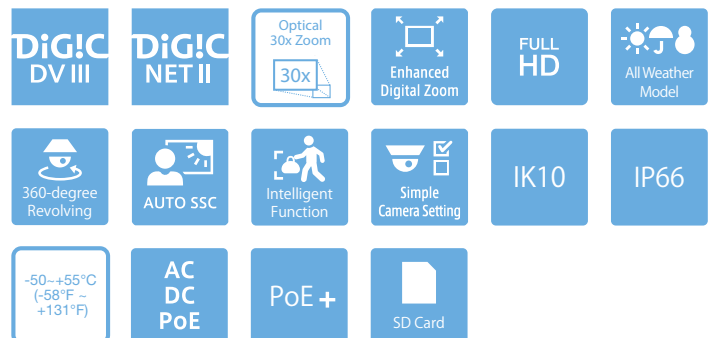 DiG!C
DV III
DiG!C
NET II
Optical
30x Zoom
30x
Enhanced
Digital Zoom
FULL
HD
All Weather
Model
360-degree
Revolving
AUTO SSC
Intelligent
Function
Simple
Camera Setting
IK10
IP66
-50~+55°C
(-58°F ~
+131°F)
AC
DC
PoE
PoE +
SD Card